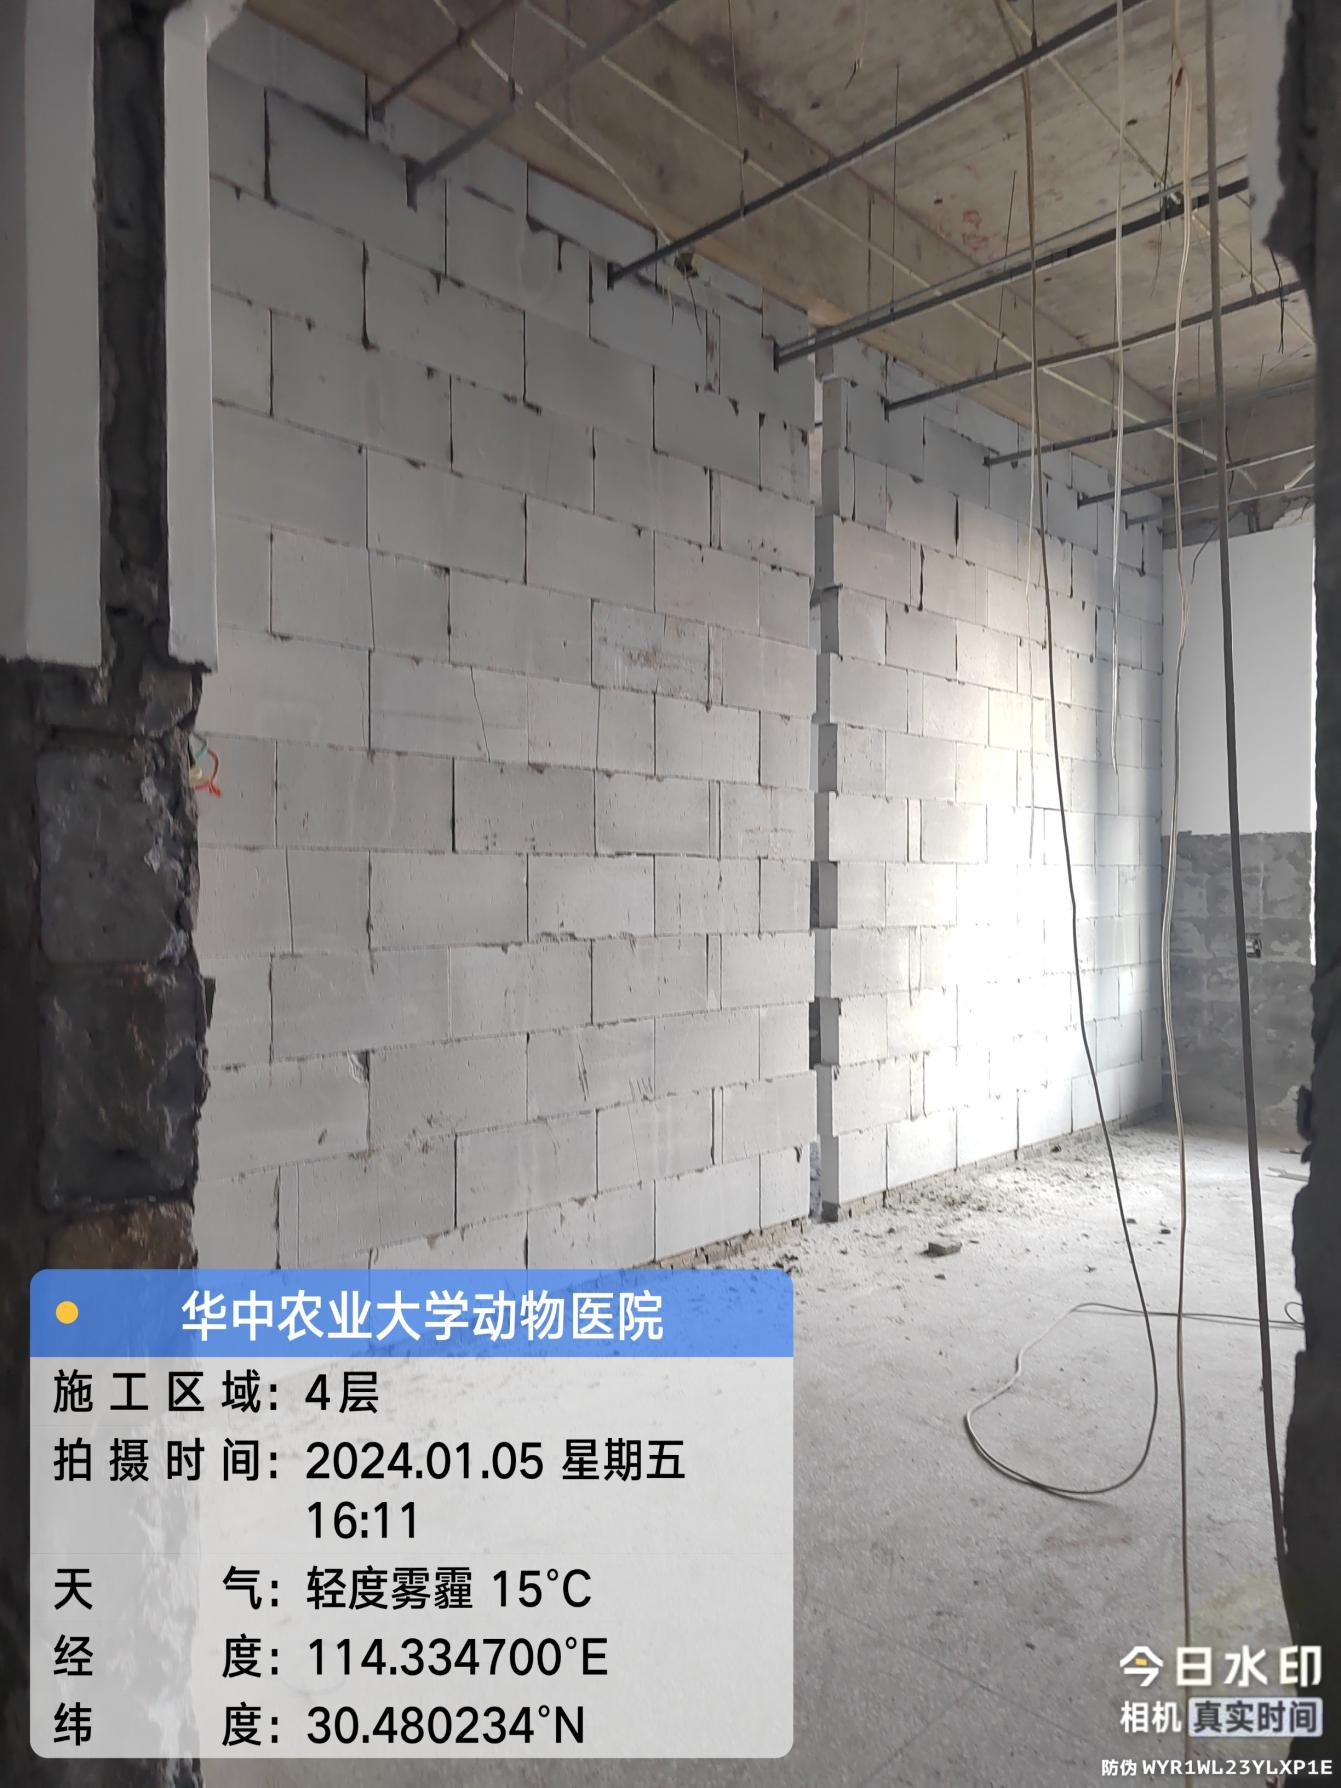 华中农业大学动物医院
施工区域: 4层
拍摄时间: 2024.01.05 星期五
16:11
天气: 轻度雾霾 15°C
经度: 114.334700°E
纬度: 30.480234°N
今日水印
相机 真实时间
防伪 WYR1WL23YLXP1E